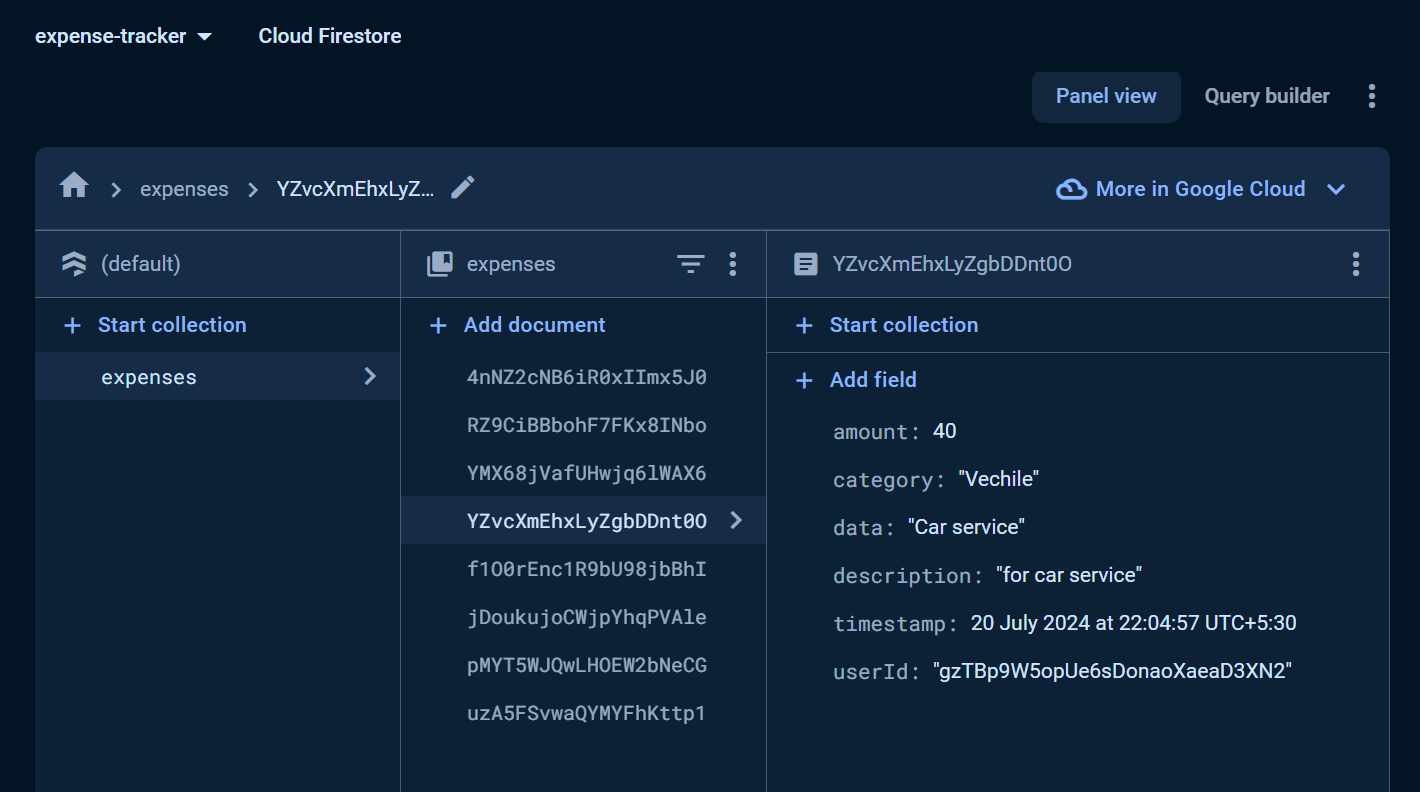 expense-tracker
Cloud Firestore
Panel view
Query builder
expenses
YZvcXmEhxLyZ...
More in Google Cloud
(default)
expenses
YZvcXmEhxLyZgbDDnt0O
Start collection
Add document
Start collection
expenses
4nNZ2cNB6iR0xIImx5J0
RZ9CiBBbohF7FKx8INbo
YMX68jVafUHwjq6lWAX6
YZvcXmEhxLyZgbDDnt0O
f1O0rEnc1R9bU98jbBhI
jDoukujoCWjpYhqPVAle
pMYT5WJQwLHOEW2bNeCG
uzA5FSvwaQYMYFhKttp1
Add field
amount: 40
category: "Vechile"
data: "Car service"
description: "for car service"
timestamp: 20 July 2024 at 22:04:57 UTC+5:30
userId: "gzTBp9W5opUe6sDonaoXaeaD3XN2"